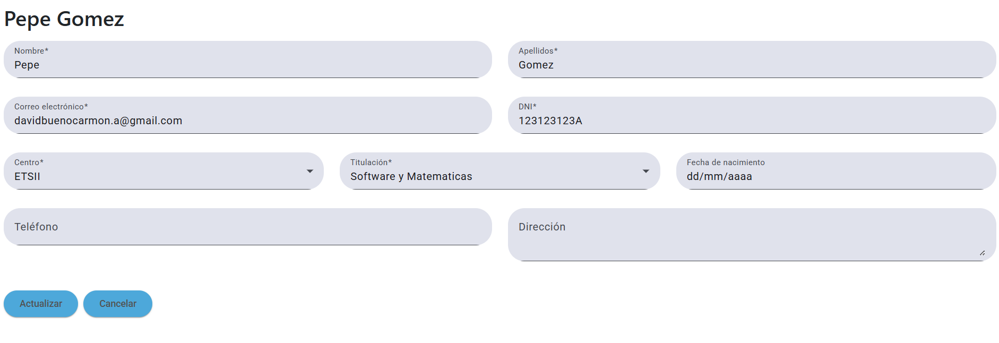 Pepe Gomez
Nombre*
Pepe
Apellidos*
Gomez
Correo electrónico*
davidbuenocarmon.a@gmail.com
DNI*
123123123A
Centro*
ETSII
Titulación*
Software y Matematicas
Fecha de nacimiento
dd/mm/aaaa
Teléfono
Dirección
Actualizar
Cancelar